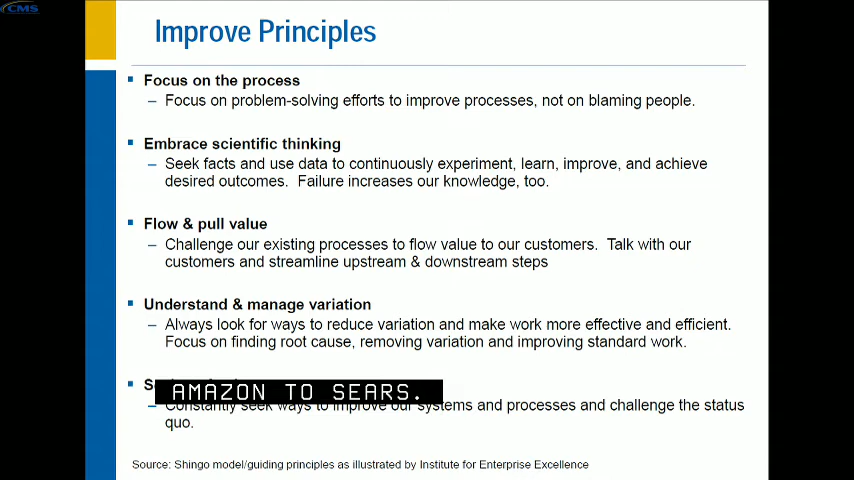 CMS
Improve Principles
Focus on the process
– Focus on problem-solving efforts to improve processes, not on blaming people.
Embrace scientific thinking
– Seek facts and use data to continuously experiment, learn, improve, and achieve
desired outcomes. Failure increases our knowledge, too.
Flow & pull value
– Challenge our existing processes to flow value to our customers. Talk with our
customers and streamline upstream & downstream steps
Understand & manage variation
– Always look for ways to reduce variation and make work more effective and efficient.
Focus on finding root cause, removing variation and improving standard work.
AMAZON TO SEARS.
– Constantly seek ways to improve our systems and processes and challenge the status
quo.
Source: Shingo model/guiding principles as illustrated by Institute for Enterprise Excellence